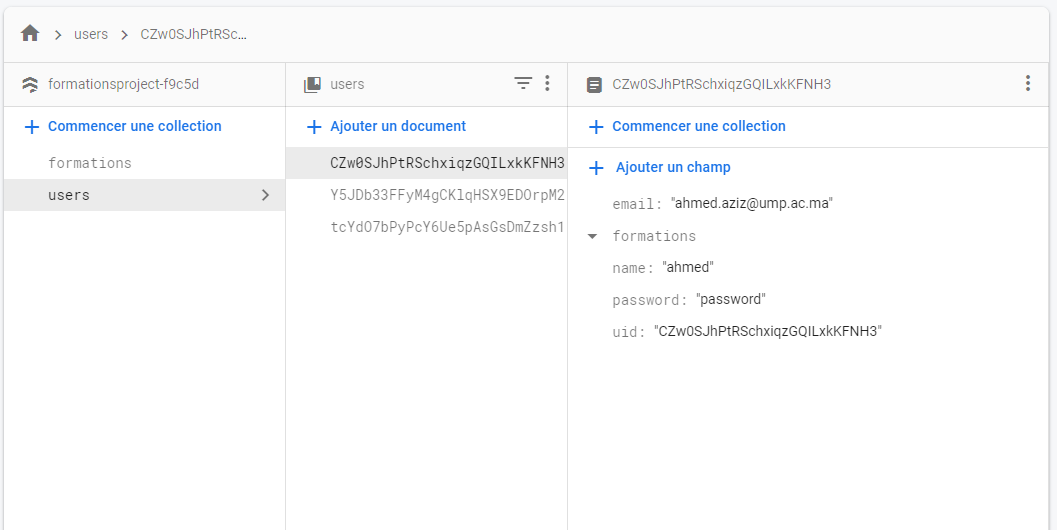 users CZw0SJhPtRSc...
formationsproject-f9c5d
Commencer une collection
formations
users
users
Ajouter un document
CZw0SJhPtRSchxiqzGQILxkKFNH3
Y5JDb33FFyM4gCKlqHSX9EDOrpM2
tcYdO7bPyPcY6Ue5pAsGsDmZzsh1
CZw0SJhPtRSchxiqzGQILxkKFNH3
Commencer une collection
Ajouter un champ
email: "ahmed.aziz@ump.ac.ma"
formations
name: "ahmed"
password: "password"
uid: "CZw0SJhPtRSchxiqzGQILxkKFNH3"